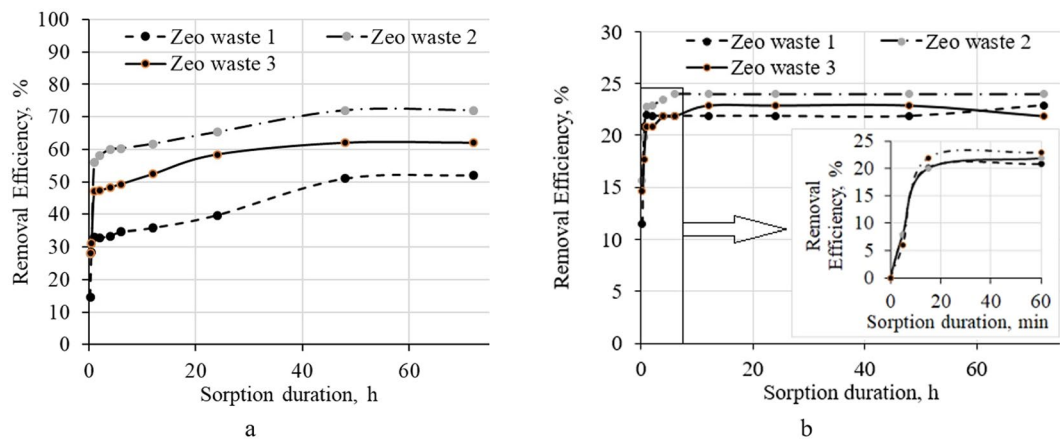 100
90
80
70
60
50
40
30
20
10
0
Removal Efficiency, %
Zeo waste 1
Zeo waste 2
Zeo waste 3
0
20
40
60
Sorption duration, h
a
30
25
20
15
10
5
0
Removal Efficiency, %
Zeo waste 1
Zeo waste 2
Zeo waste 3
25
20
15
10
5
0
Removal
Efficiency, %
0
20
40
60
Sorption duration, min
0
20
40
60
Sorption duration, h
b